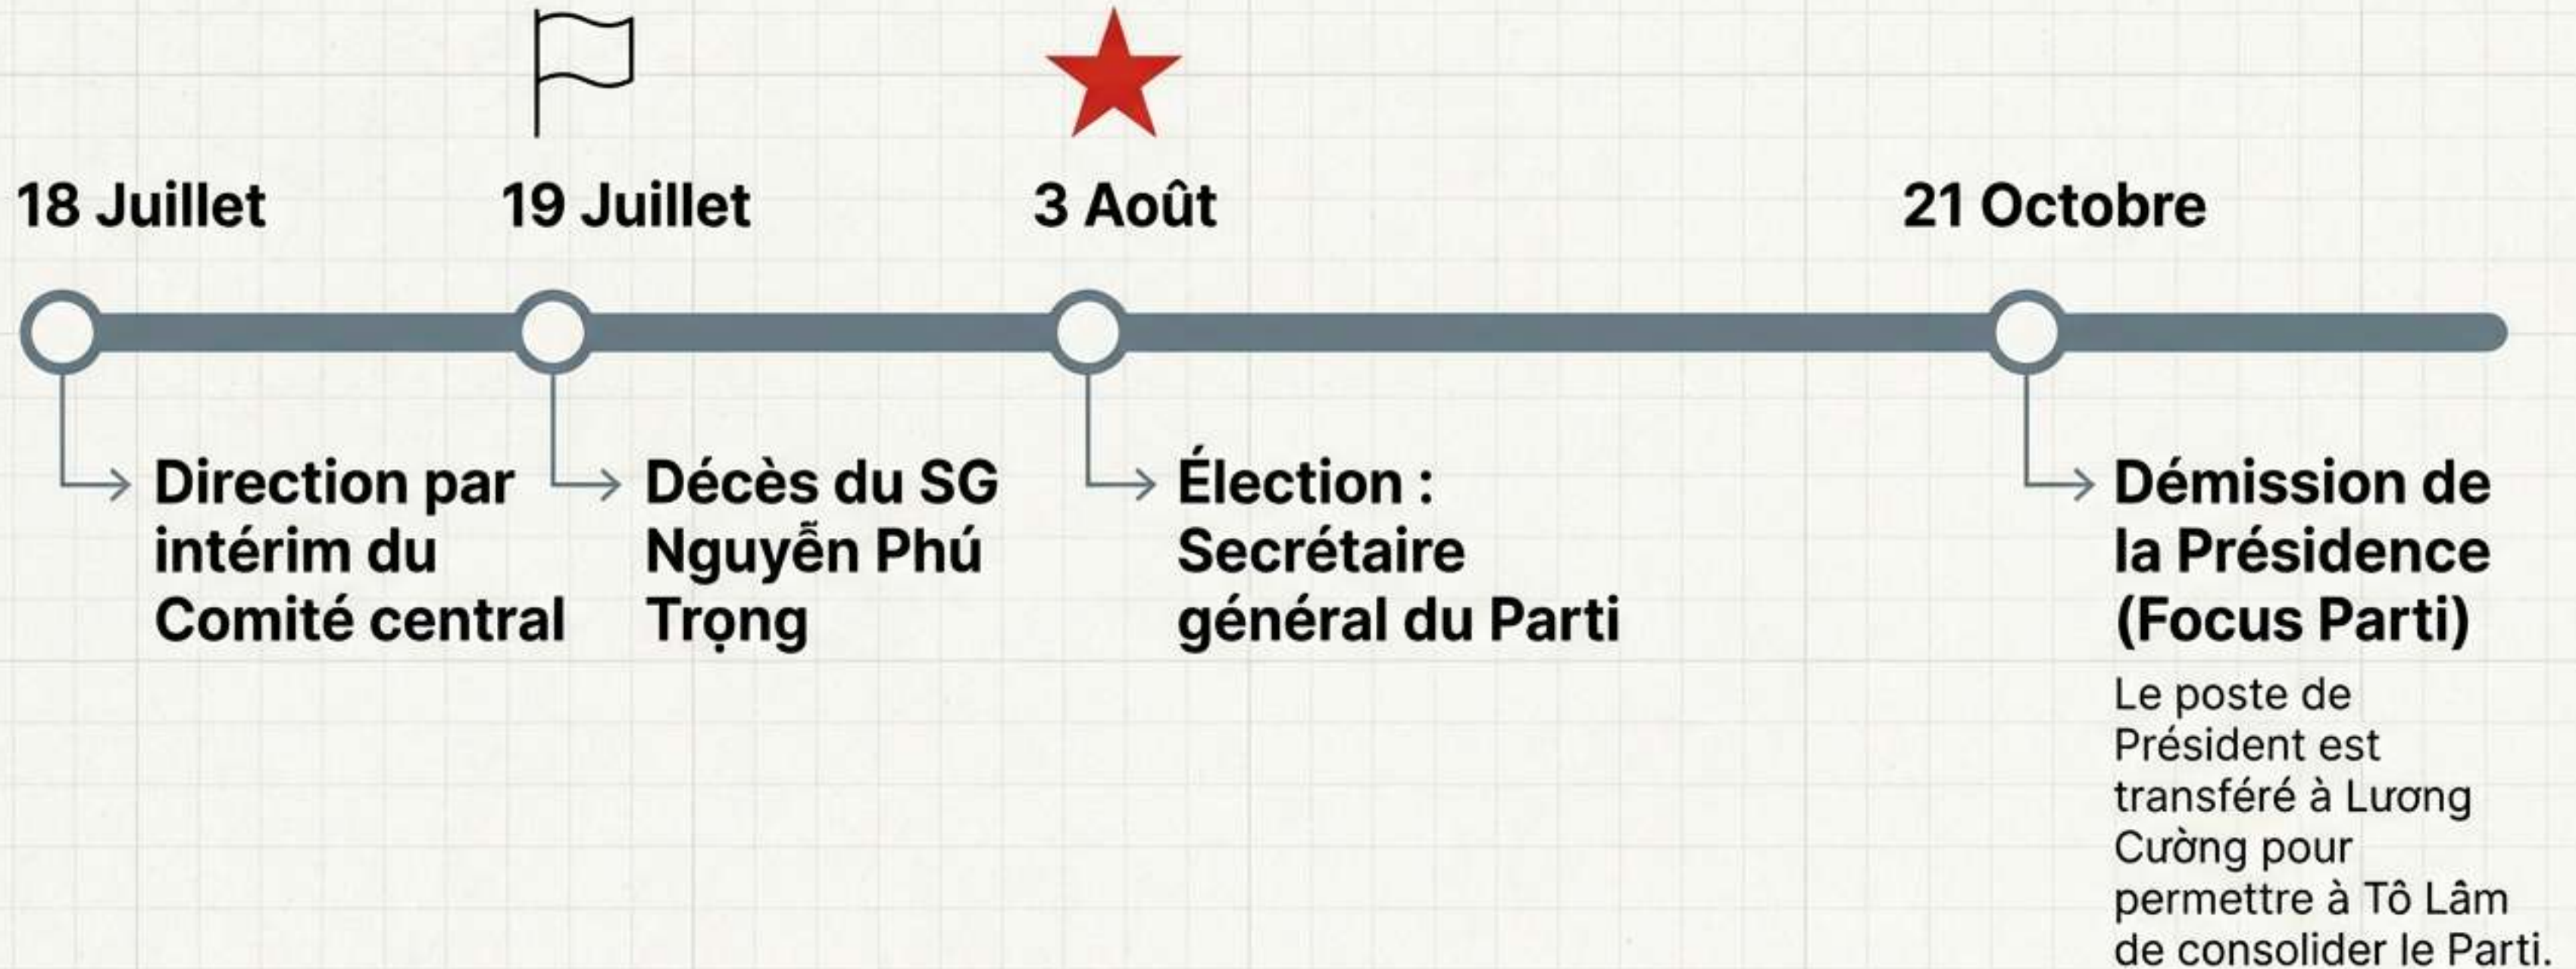 18 Juillet
19 Juillet
3 Août
21 Octobre
Direction par
intérim du
Comité central
Décès du SG
Nguyễn Phú
Trọng
Élection :
Secrétaire
général du Parti
Démission de
la Présidence
(Focus Parti)
Le poste de
Président est
transféré à Lương
Cường pour
permettre à Tô Lâm
de consolider le Parti.